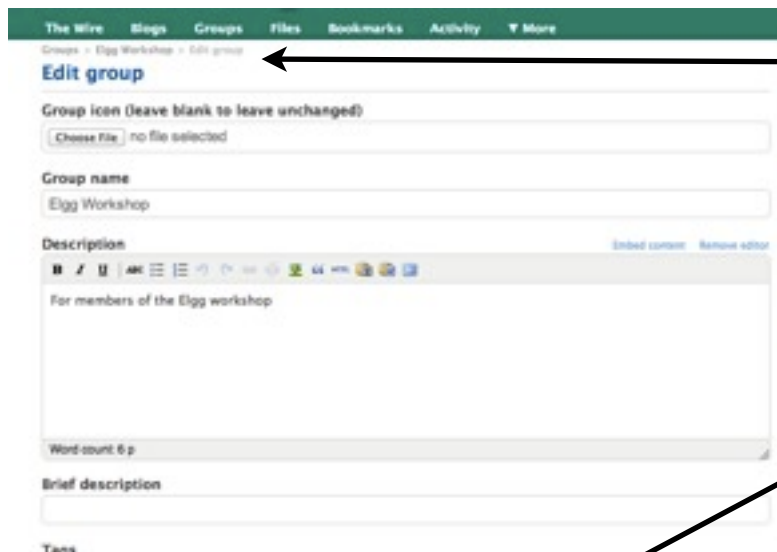 The Wire Blogs Groups Files Bookmarks Activity ▼ More
Groups > Elgg Workshop > Edit group
Edit group
Group icon (leave blank to leave unchanged)
Choose File no file selected
Group name
Elgg Workshop
Description Embed content Remove editor
B I U ABC HTML
For members of the Elgg workshop
Word count: 6 p
Brief description
Tags